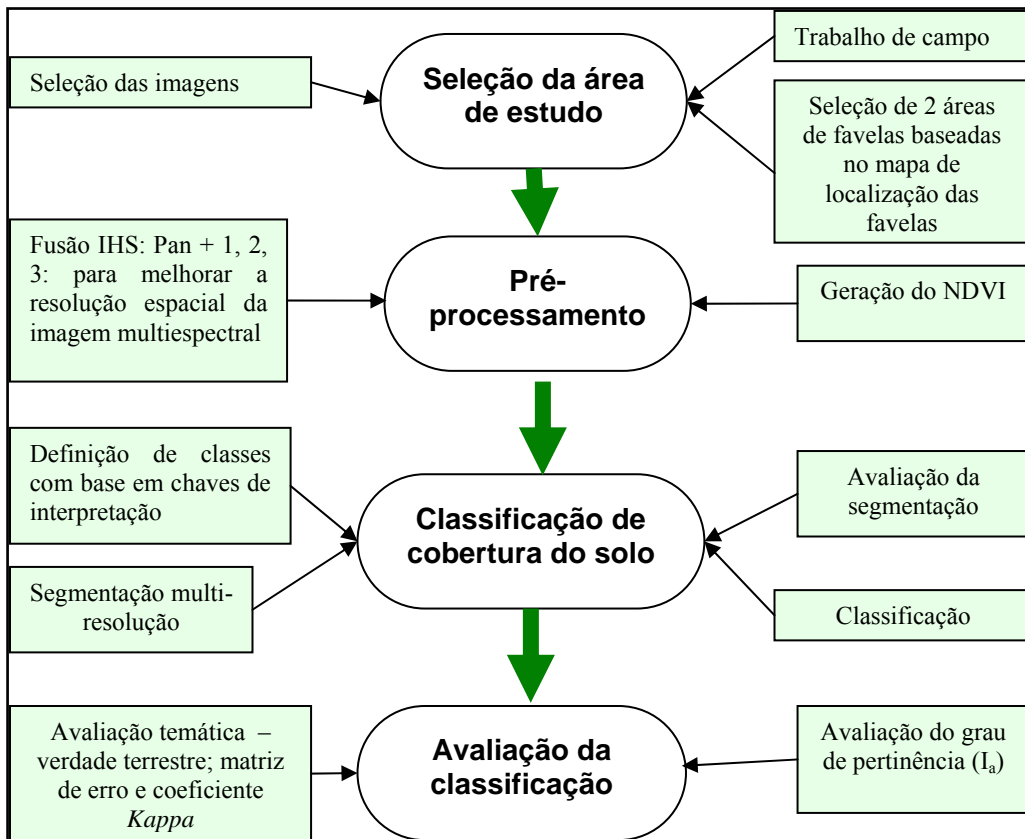 Trabalho de campo
Seleção das imagens
Seleção da área
de estudo
Seleção de 2 áreas
de favelas baseadas
no mapa de
localização das
favelas
Fusão IHS: Pan + 1, 2,
3: para melhorar a
resolução espacial da
imagem multiespectral
Pré-
processamento
Geração do NDVI
Definição de classes
com base em chaves de
interpretação
Segmentação multi-
resolução
Classificação de
cobertura do solo
Avaliação da
segmentação
Classificação
Avaliação temática –
verdade terrestre; matriz
de erro e coeficiente
Kappa
Avaliação da
classificação
Avaliação do grau
de pertinência (Ia)